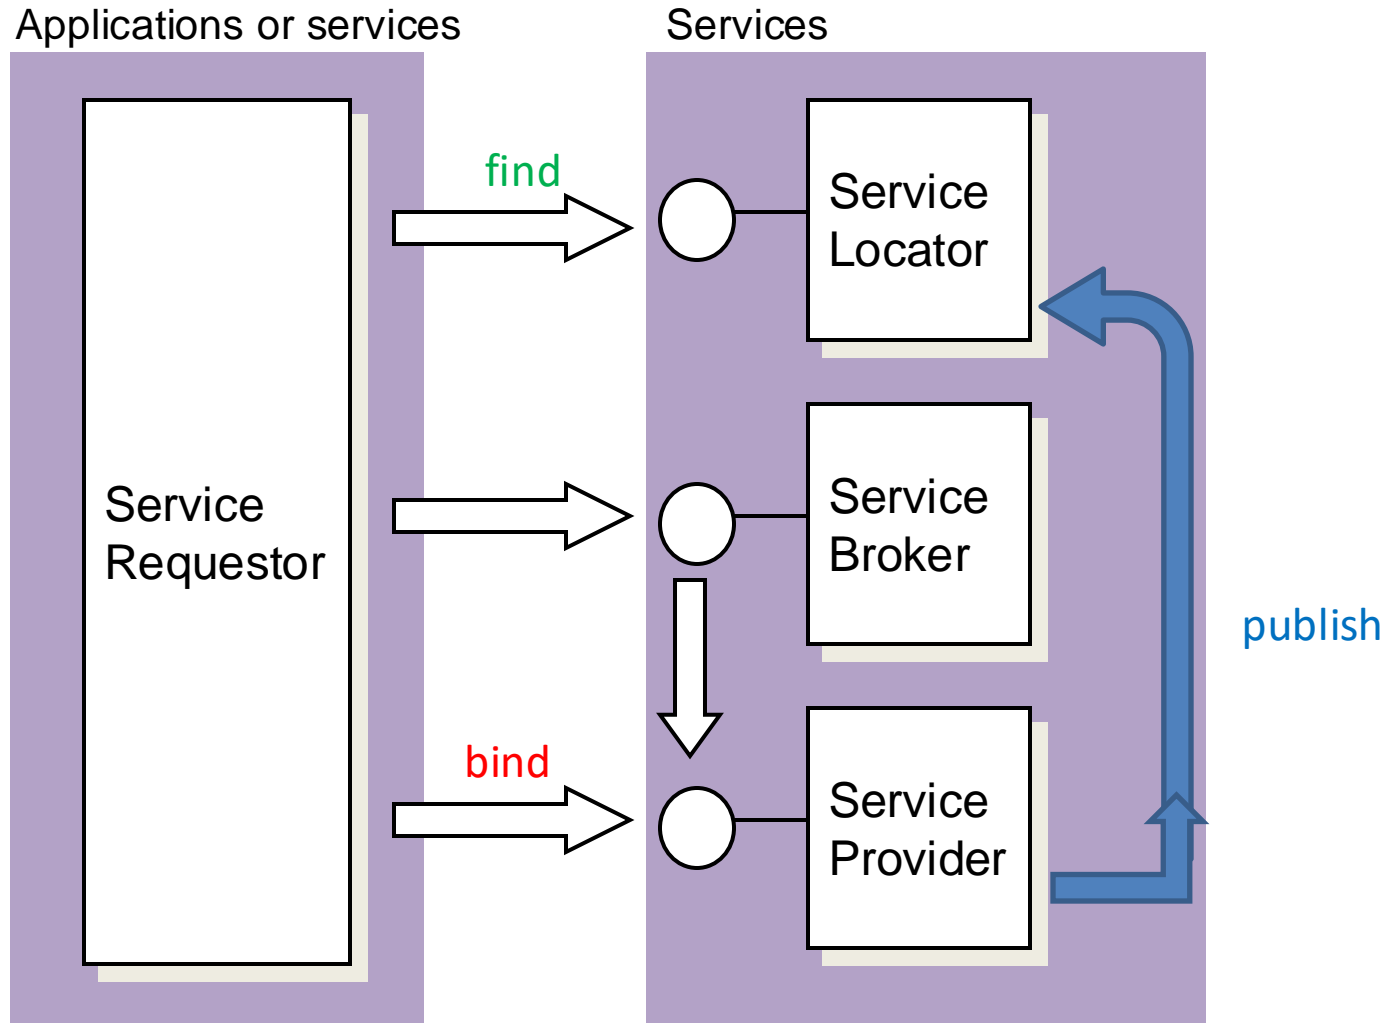 Applications or services
Services
find
Service
Locator
Service
Requestor
Service
Broker
publish
bind
Service
Provider